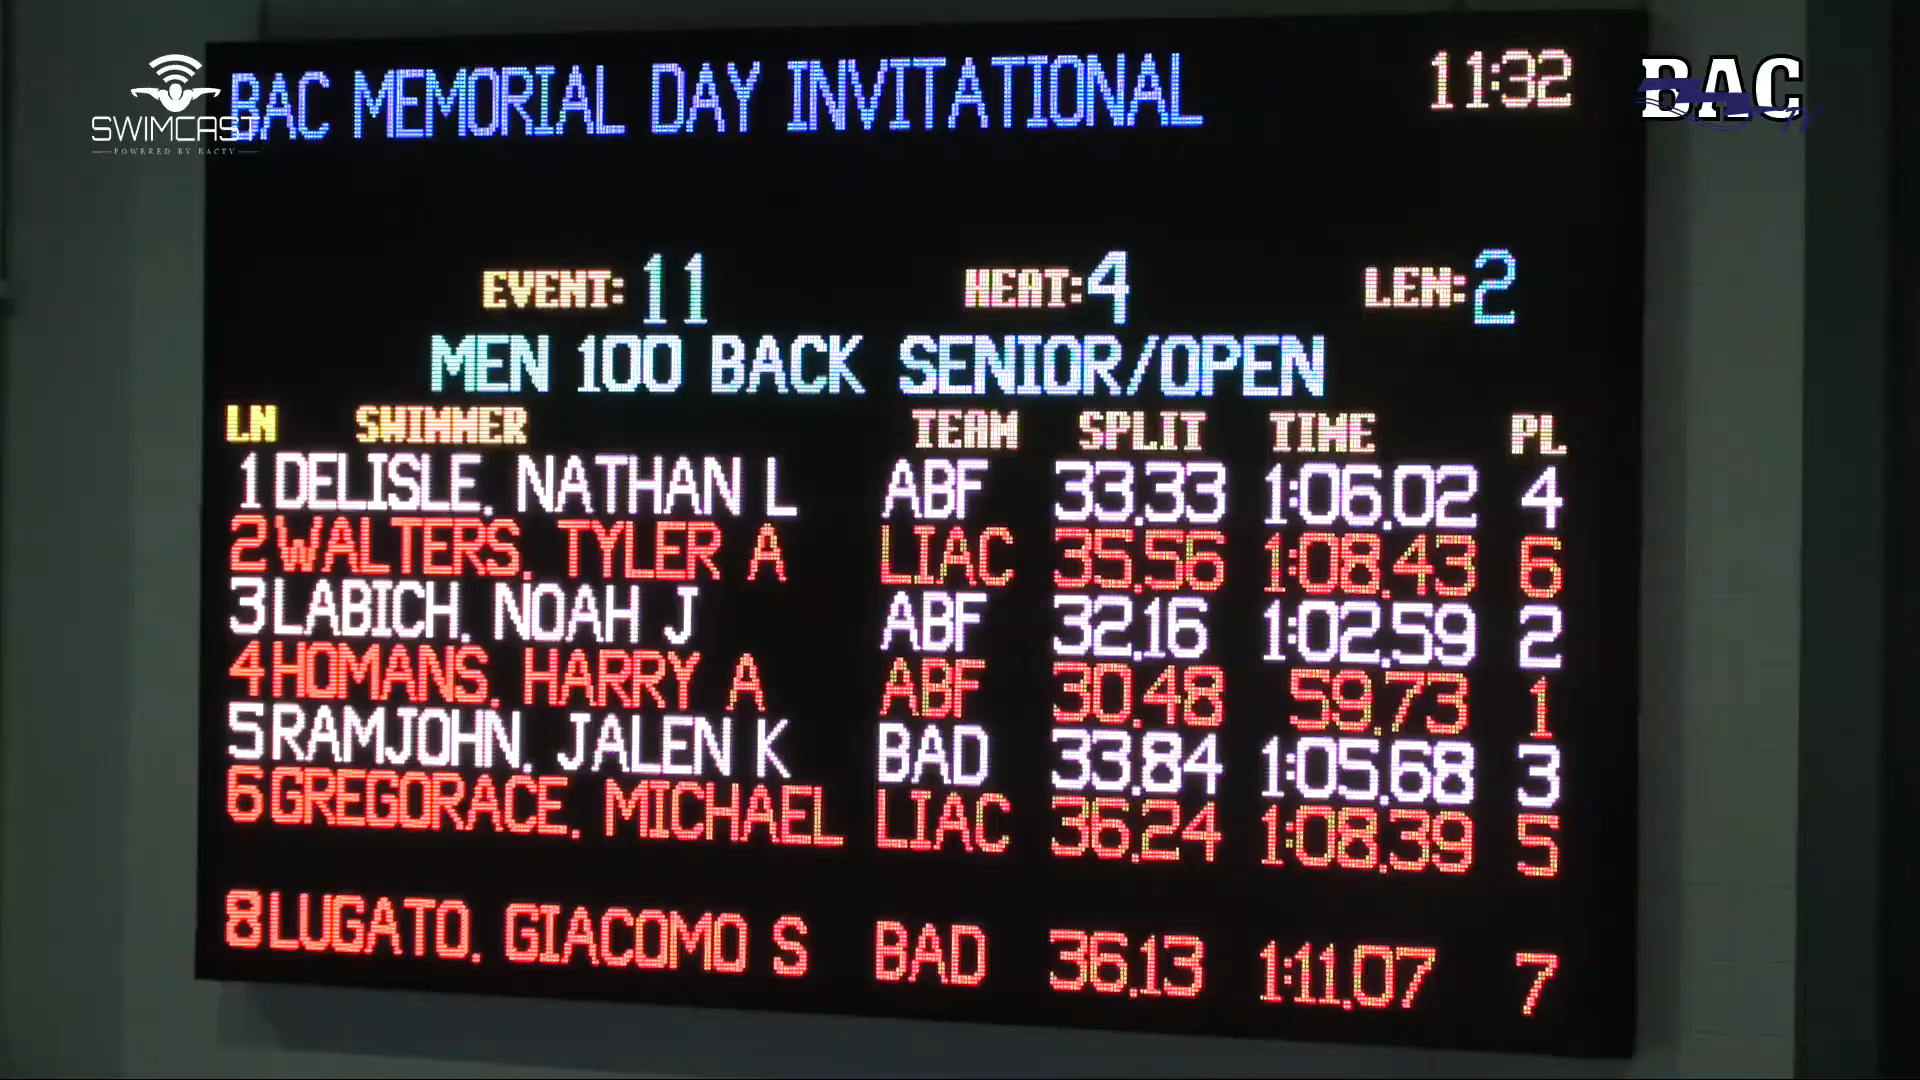 BAC MEMORIAL DAY INVITATIONAL 11:32
SWIMCAST
POWERED BY BACTV
BAC
TV
EVENT: 11 HEAT: 4 LEN: 2
MEN 100 BACK SENIOR/OPEN
LN SWIMMER TEAM SPLIT TIME PL
1 DELISLE, NATHAN L ABF 33.33 1:06.02 4
2 WALTERS, TYLER A LIAC 35.56 1:08.43 6
3 LABICH, NOAH J ABF 32.16 1:02.59 2
4 HOMANS, HARRY A ABF 30.48 59.73 1
5 RAMJOHN, JALEN K BAD 33.84 1:05.68 3
6 GREGORACE, MICHAEL LIAC 36.24 1:08.39 5
8 LUGATO, GIACOMO S BAD 36.13 1:11.07 7